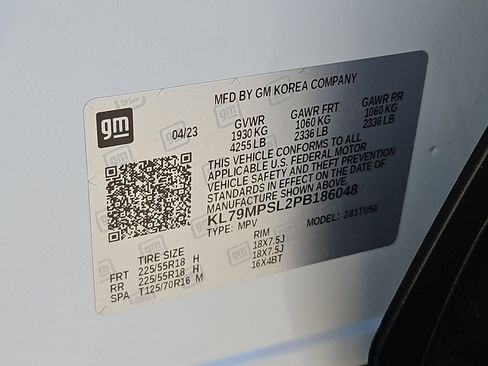 MFD BY GM KOREA COMPANY
gm
04/23 GVWR GAWR FRT GAWR RR
1930 KG 1060 KG 1060 KG
4255 LB 2336 LB 2336 LB
THIS VEHICLE CONFORMS TO ALL
APPLICABLE U.S. FEDERAL MOTOR
VEHICLE SAFETY AND THEFT PREVENTION
STANDARDS IN EFFECT ON THE DATE OF
MANUFACTURE SHOWN ABOVE.
KL79MPSL2PB186048
TYPE: MPV MODEL: 281TU56
TIRE SIZE RIM
FRT 225/55R18 H 18X7.5J
RR 225/55R18 H 18X7.5J
SPA T125/70R16 M 16X4BT